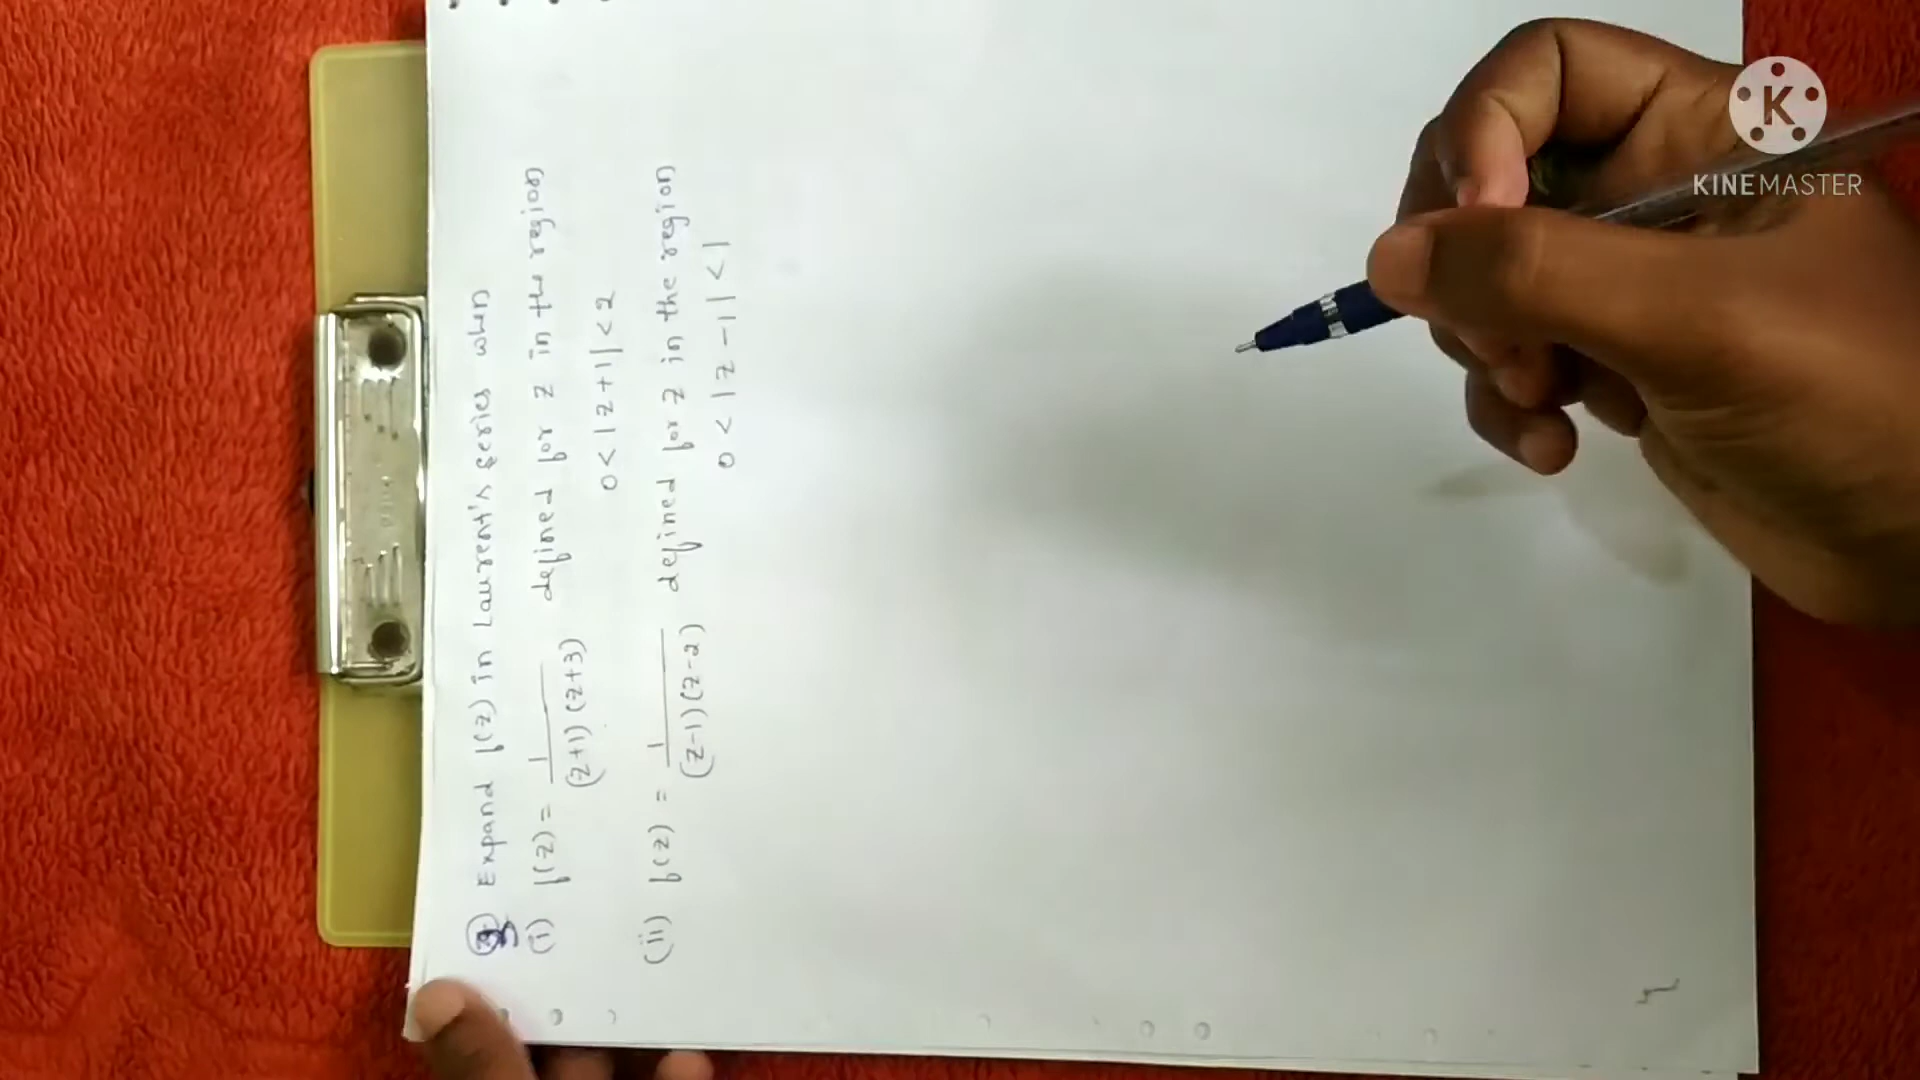 ③ Expand f(z) in Laurent's series when
(i) f(z) = 1/((z+1)(z+3)) defined for z in the region
0 < |z+1| < 2
(ii) f(z) = 1/((z-1)(z-2)) defined for z in the region
0 < |z-1| < 1
K
KINEMASTER